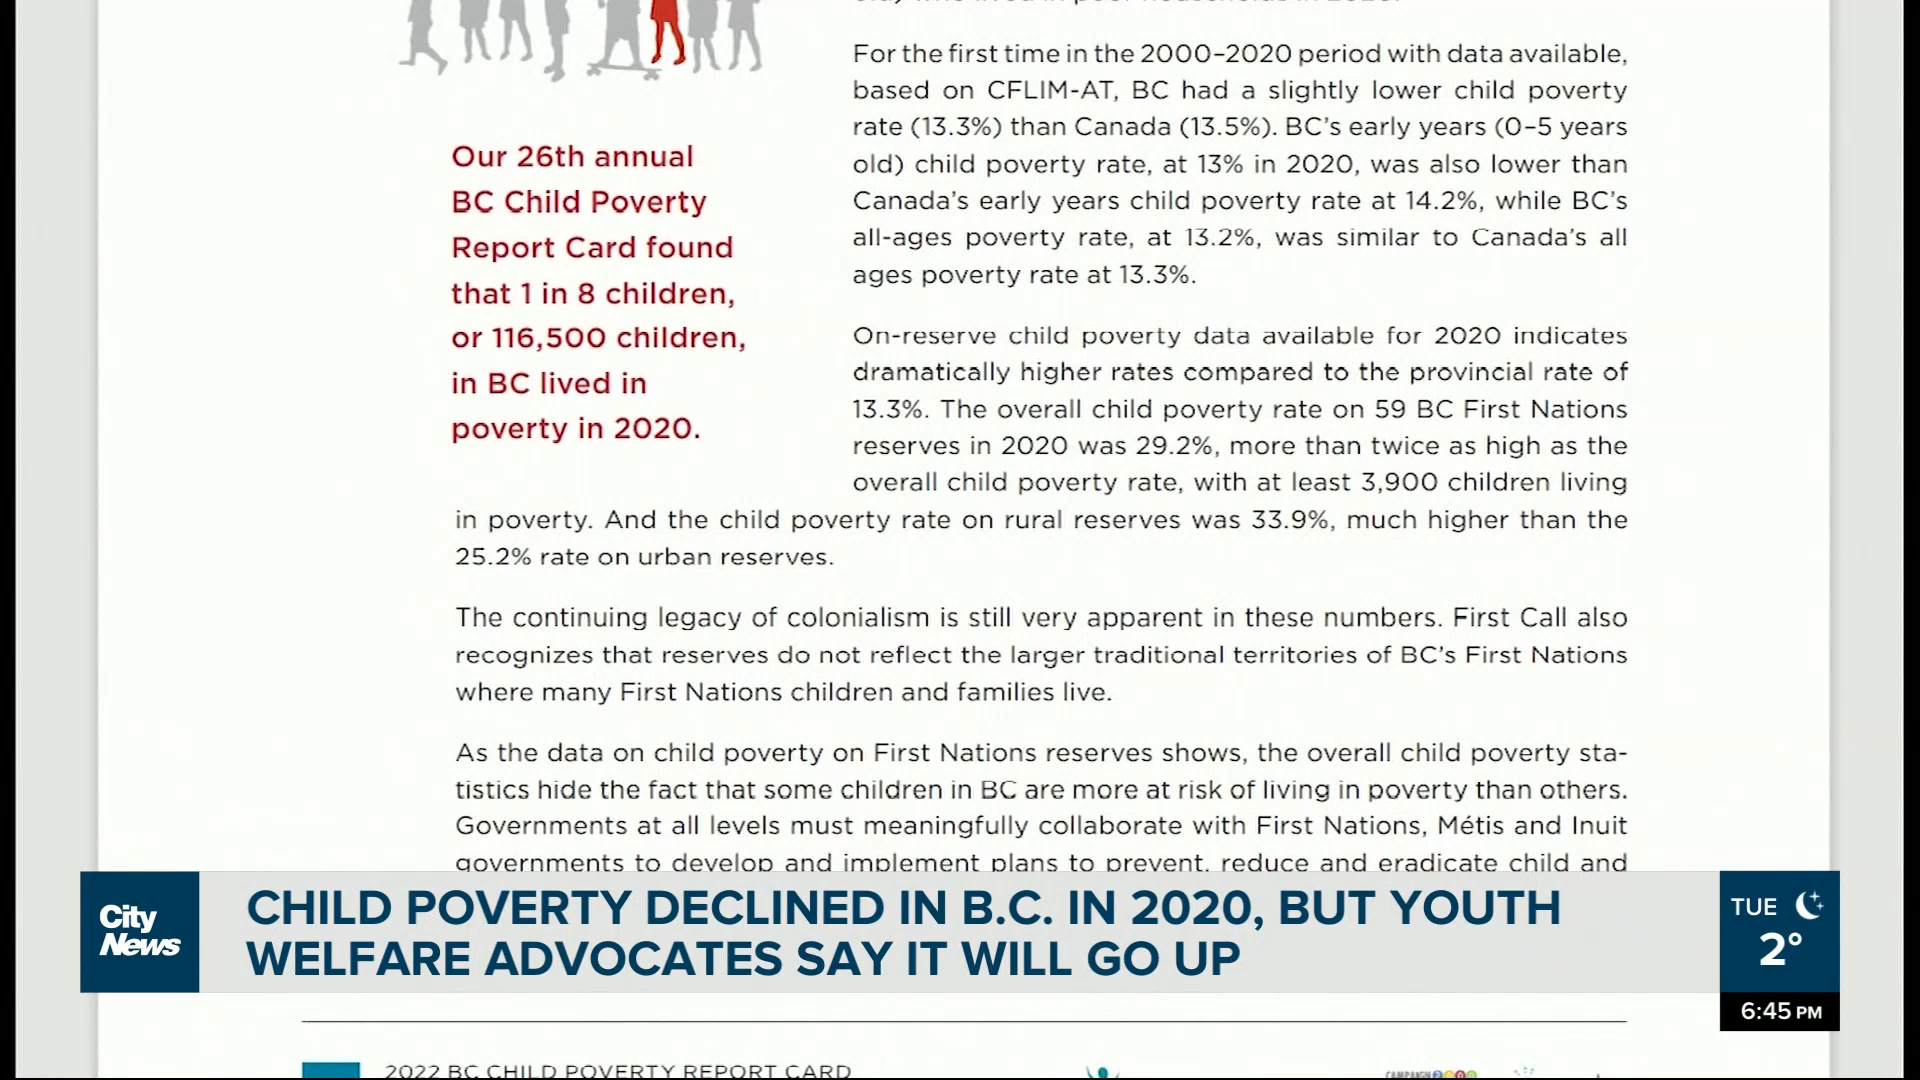 For the first time in the 2000–2020 period with data available,
based on CFLIM-AT, BC had a slightly lower child poverty
rate (13.3%) than Canada (13.5%). BC’s early years (0–5 years
old) child poverty rate, at 13% in 2020, was also lower than
Canada’s early years child poverty rate at 14.2%, while BC’s
all-ages poverty rate, at 13.2%, was similar to Canada’s all
ages poverty rate at 13.3%.
Our 26th annual
BC Child Poverty
Report Card found
that 1 in 8 children,
or 116,500 children,
in BC lived in
poverty in 2020.
On-reserve child poverty data available for 2020 indicates
dramatically higher rates compared to the provincial rate of
13.3%. The overall child poverty rate on 59 BC First Nations
reserves in 2020 was 29.2%, more than twice as high as the
overall child poverty rate, with at least 3,900 children living
in poverty. And the child poverty rate on rural reserves was 33.9%, much higher than the
25.2% rate on urban reserves.
The continuing legacy of colonialism is still very apparent in these numbers. First Call also
recognizes that reserves do not reflect the larger traditional territories of BC’s First Nations
where many First Nations children and families live.
As the data on child poverty on First Nations reserves shows, the overall child poverty sta-
tistics hide the fact that some children in BC are more at risk of living in poverty than others.
Governments at all levels must meaningfully collaborate with First Nations, Métis and Inuit
governments to develop and implement plans to prevent, reduce and eradicate child and
City
News
CHILD POVERTY DECLINED IN B.C. IN 2020, BUT YOUTH
WELFARE ADVOCATES SAY IT WILL GO UP
TUE
2°
6:45 PM
2022 BC CHILD POVERTY REPORT CARD